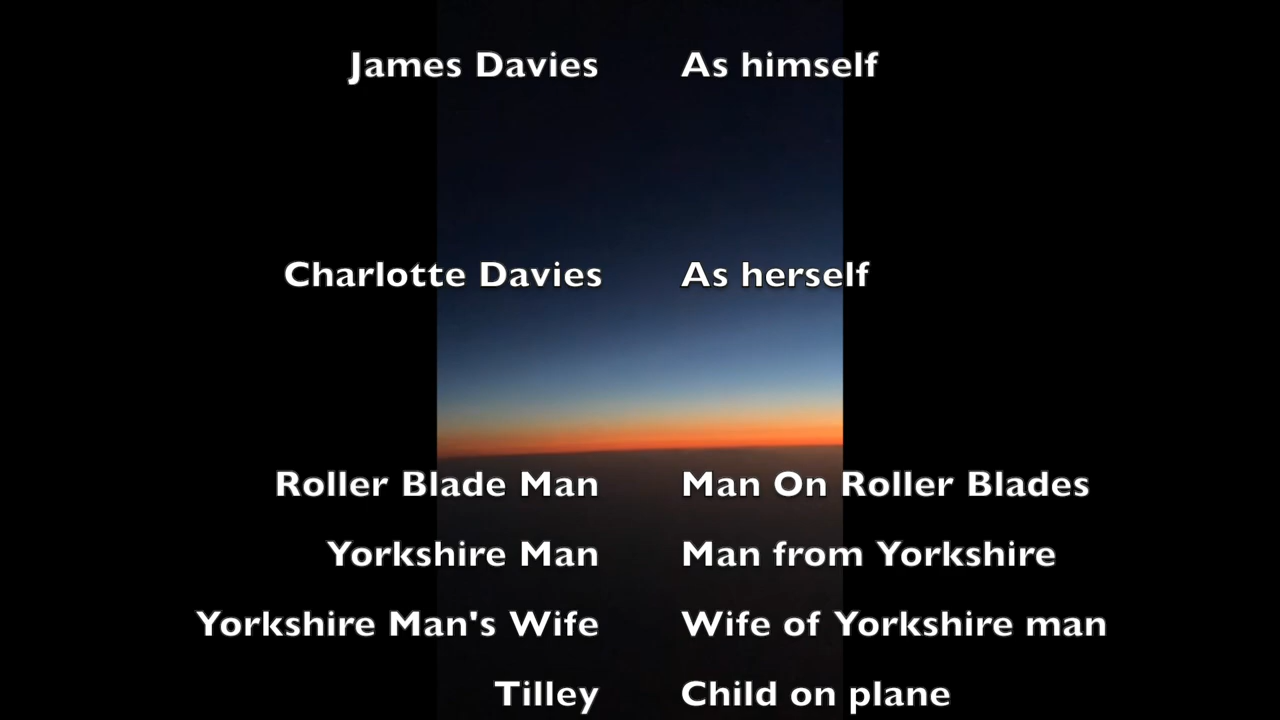 James Davies As himself
Charlotte Davies As herself
Roller Blade Man Man On Roller Blades
Yorkshire Man Man from Yorkshire
Yorkshire Man's Wife Wife of Yorkshire man
Tilley Child on plane